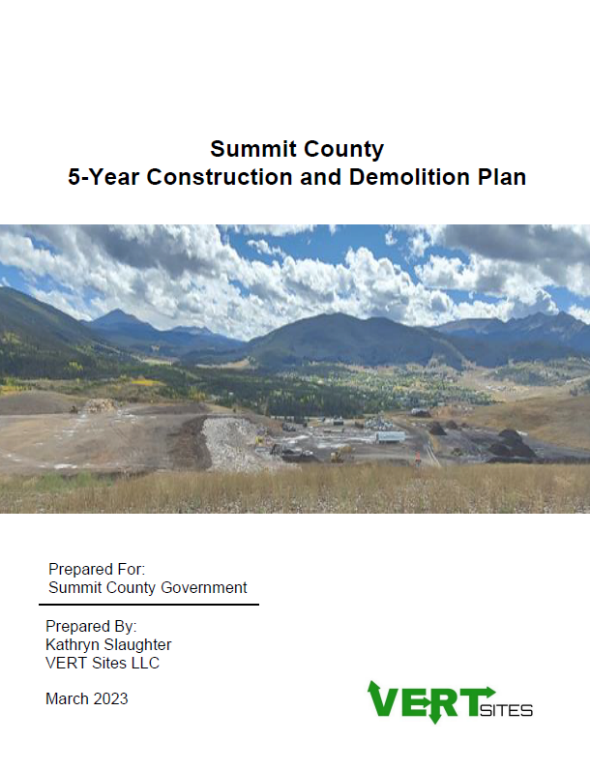 Summit County
5-Year Construction and Demolition Plan
Prepared For:
Summit County Government
Prepared By:
Kathryn Slaughter
VERT Sites LLC
March 2023
VERT SITES